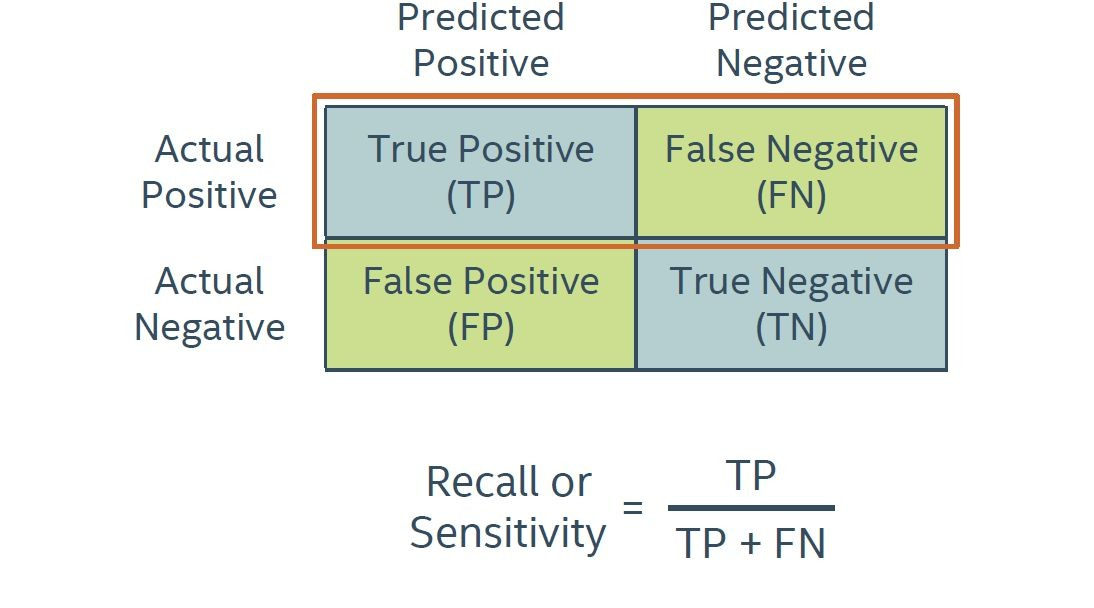 Predicted Positive
Predicted Negative
Actual Positive
True Positive (TP)
False Negative (FN)
Actual Negative
False Positive (FP)
True Negative (TN)
Recall or Sensitivity = TP / TP + FN